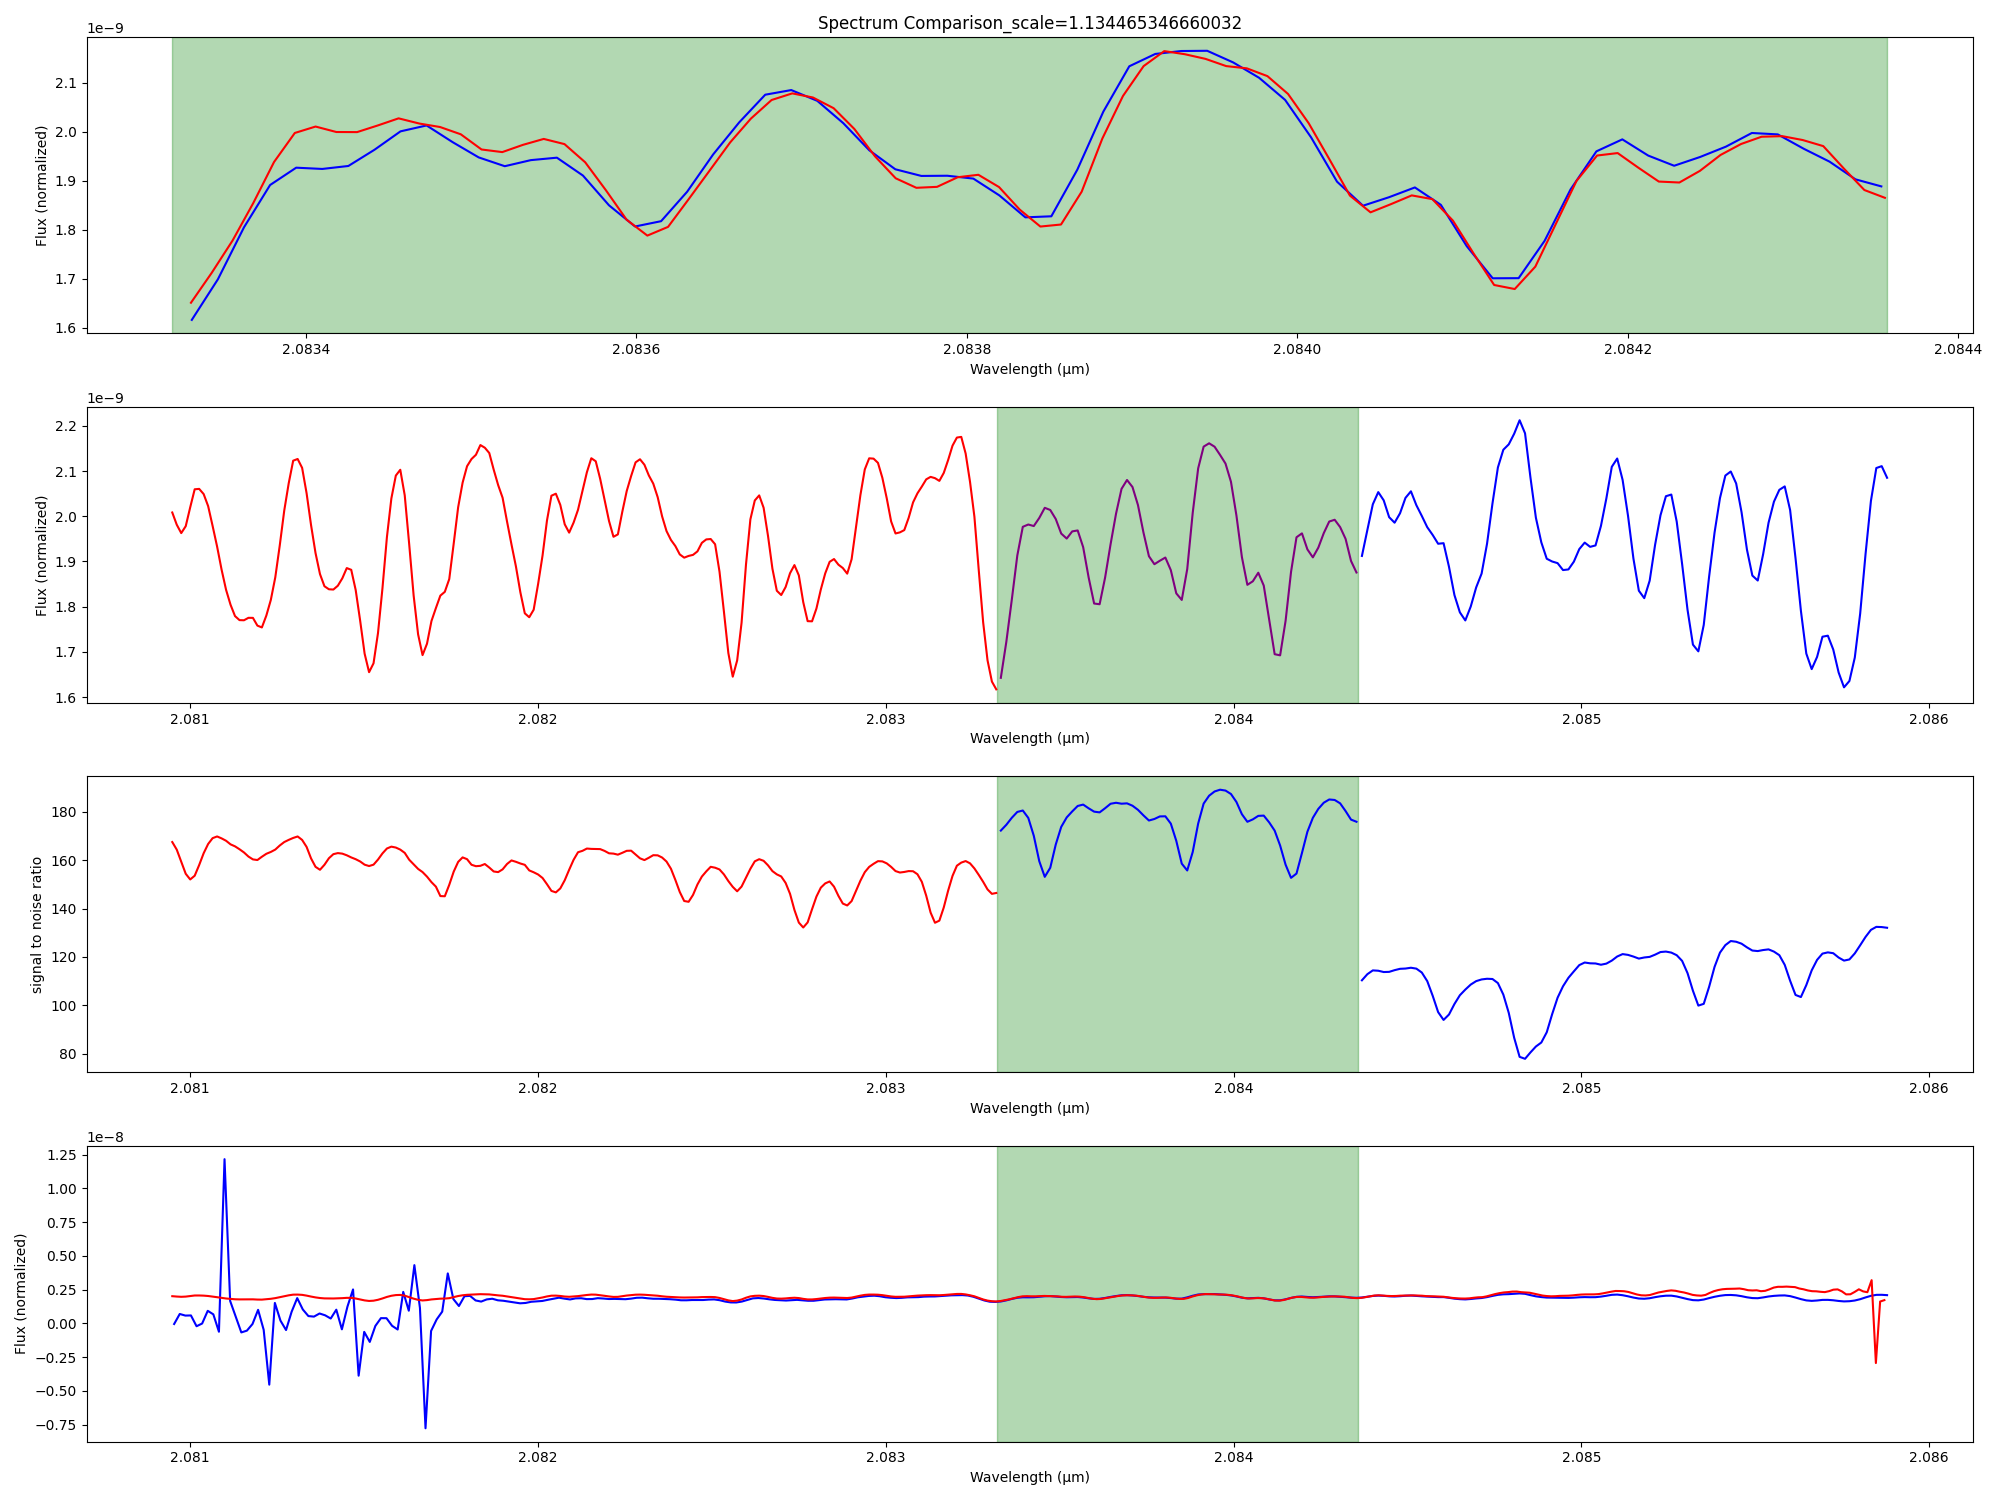 Spectrum Comparison_scale=1.134465346660032
1e−9
2.1
2.0
1.9
1.8
1.7
1.6
Flux (normalized)
2.0834 2.0836 2.0838 2.0840 2.0842 2.0844
Wavelength (μm)
1e−9
2.2
2.1
2.0
1.9
1.8
1.7
1.6
Flux (normalized)
2.081 2.082 2.083 2.084 2.085 2.086
Wavelength (μm)
180
160
140
120
100
80
signal to noise ratio
2.081 2.082 2.083 2.084 2.085 2.086
Wavelength (μm)
1e−8
1.25
1.00
0.75
0.50
0.25
0.00
−0.25
−0.50
−0.75
Flux (normalized)
2.081 2.082 2.083 2.084 2.085 2.086
Wavelength (μm)